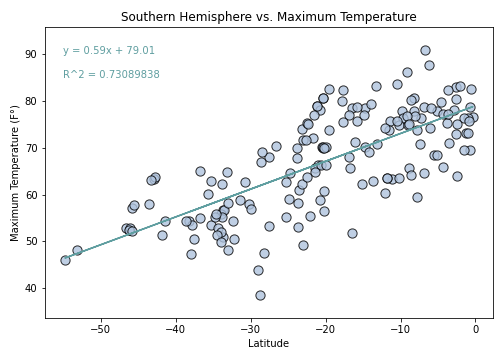 Southern Hemisphere vs. Maximum Temperature
y = 0.59x + 79.01
R^2 = 0.73089838
Maximum Temperature (F°)
90
80
70
60
50
40
−50
−40
−30
−20
−10
0
Latitude